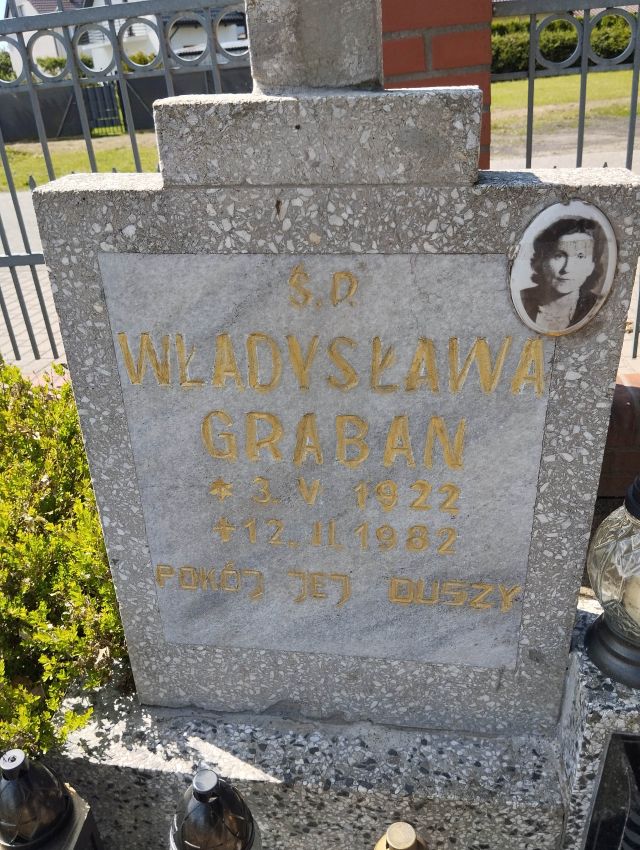 Ś.P.
WŁADYSŁAWA
GRABAN
* 3. V 1922
+ 12. II. 1982
POKÓJ JEJ DUSZY